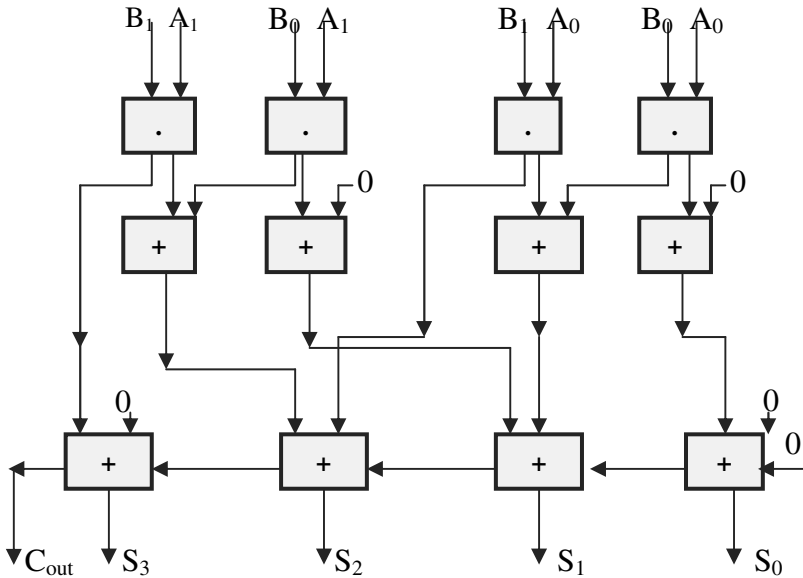 B₁ A₁ B₀ A₁ B₁ A₀ B₀ A₀
. . . .
0 0
+ + + +
0 0
0
+ + + +
Cout S₃ S₂ S₁ S₀